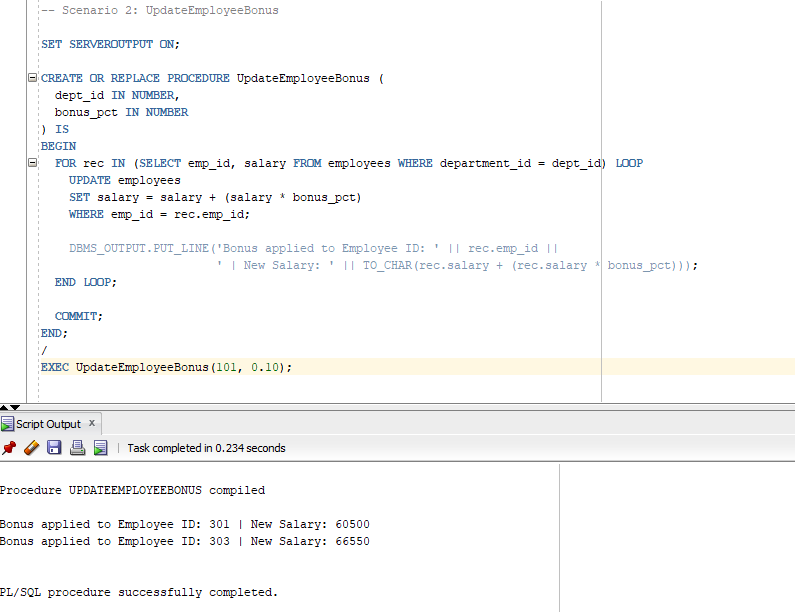 -- Scenario 2: UpdateEmployeeBonus
SET SERVEROUTPUT ON;
CREATE OR REPLACE PROCEDURE UpdateEmployeeBonus (
  dept_id IN NUMBER,
  bonus_pct IN NUMBER
) IS
BEGIN
  FOR rec IN (SELECT emp_id, salary FROM employees WHERE department_id = dept_id) LOOP
    UPDATE employees
    SET salary = salary + (salary * bonus_pct)
    WHERE emp_id = rec.emp_id;
    DBMS_OUTPUT.PUT_LINE('Bonus applied to Employee ID: ' || rec.emp_id ||
                         ' | New Salary: ' || TO_CHAR(rec.salary + (rec.salary * bonus_pct)));
  END LOOP;
  COMMIT;
END;
/
EXEC UpdateEmployeeBonus(101, 0.10);
Script Output x
Task completed in 0.234 seconds
Procedure UPDATEEMPLOYEEBONUS compiled
Bonus applied to Employee ID: 301 | New Salary: 60500
Bonus applied to Employee ID: 303 | New Salary: 66550
PL/SQL procedure successfully completed.